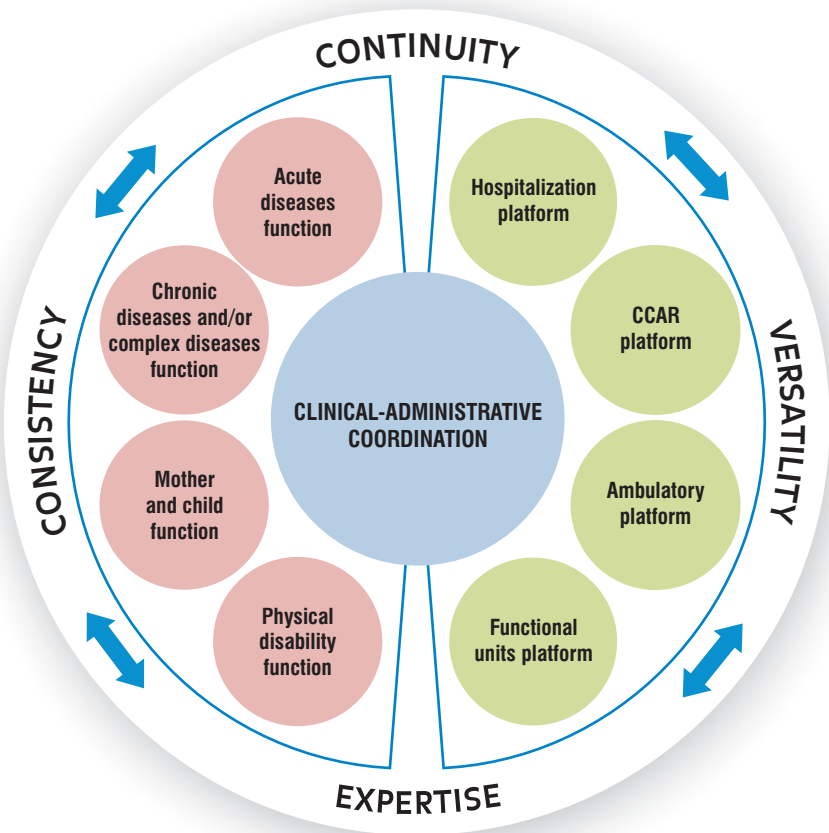 CONTINUITY
Acute
diseases
function
Hospitalization
platform
Chronic
diseases and/or
complex diseases
function
CCAR
platform
CONSISTENCY
VERSATILITY
CLINICAL-ADMINISTRATIVE
COORDINATION
Mother
and child
function
Ambulatory
platform
Physical
disability
function
Functional
units platform
EXPERTISE